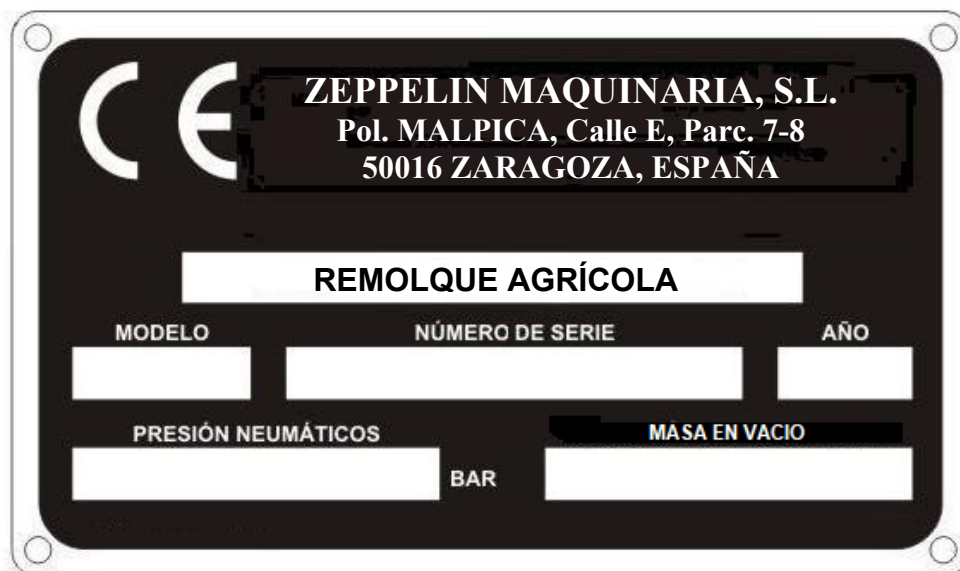 CE
ZEPPELIN MAQUINARIA, S.L.
Pol. MALPICA, Calle E, Parc. 7-8
50016 ZARAGOZA, ESPAÑA
REMOLQUE AGRÍCOLA
MODELO NÚMERO DE SERIE AÑO
PRESIÓN NEUMÁTICOS MASA EN VACIO
BAR